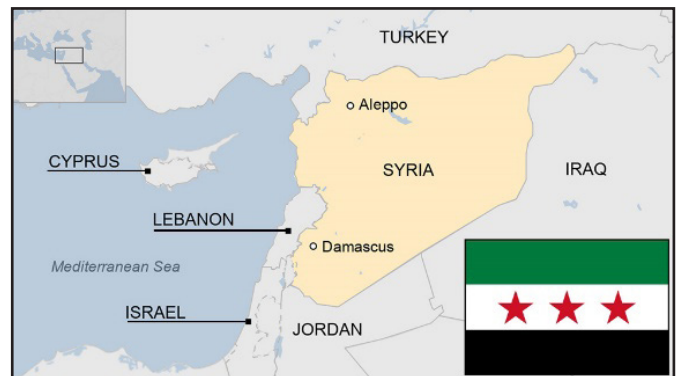 TURKEY
Aleppo
CYPRUS
SYRIA
IRAQ
LEBANON
Damascus
Mediterranean Sea
ISRAEL
JORDAN